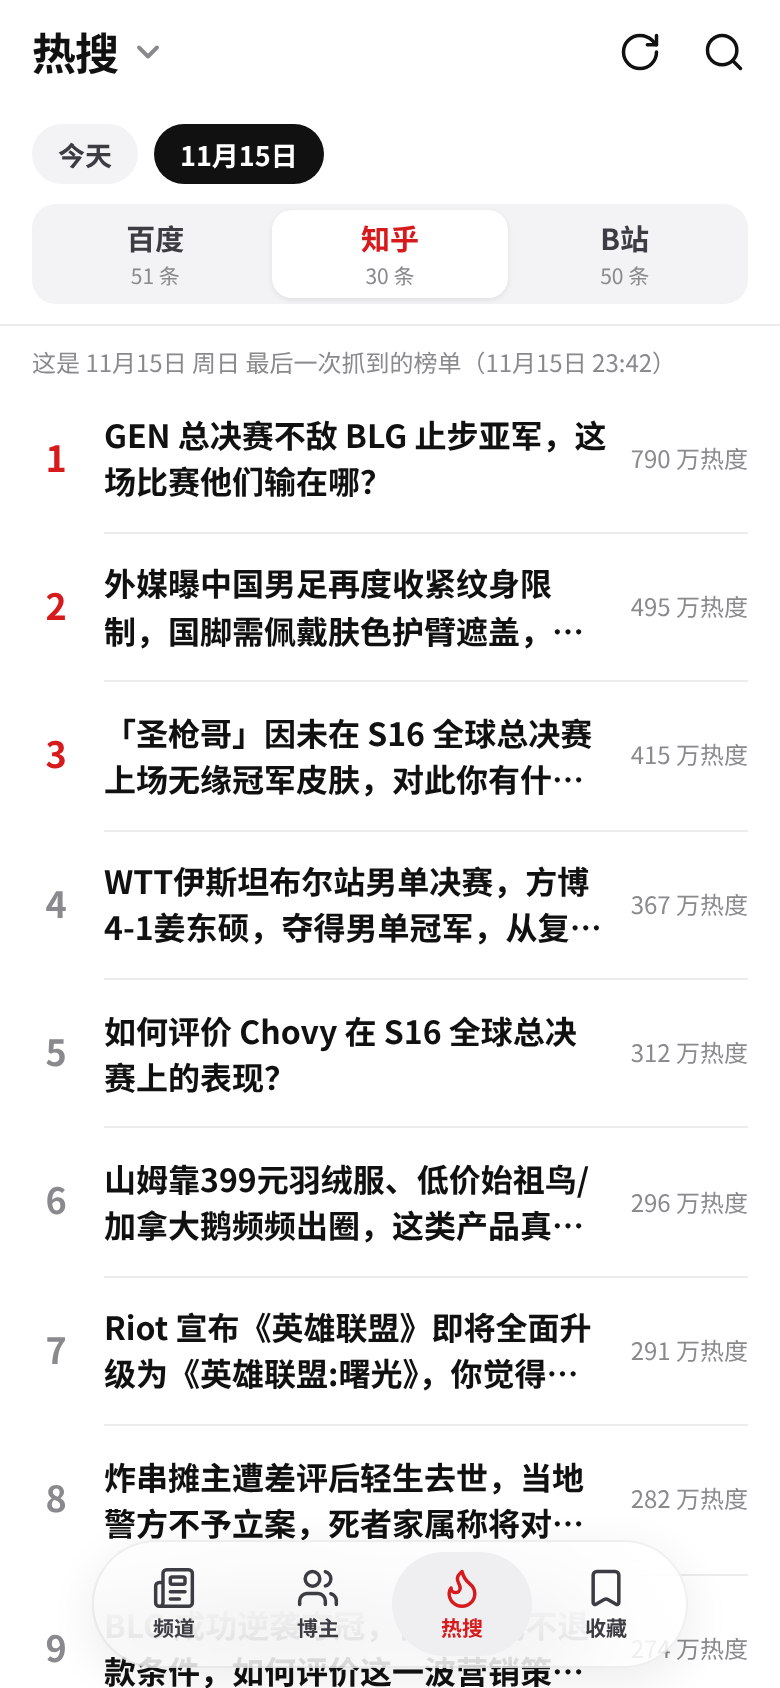 热搜
今天
11月15日
百度
51 条
知乎
30 条
B站
50 条
这是 11月15日 周日 最后一次抓到的榜单（11月15日 23:42）
1
GEN 总决赛不敌 BLG 止步亚军，这
场比赛他们输在哪？
790 万热度
2
外媒曝中国男足再度收紧纹身限
制，国脚需佩戴肤色护臂遮盖，…
495 万热度
3
「圣枪哥」因未在 S16 全球总决赛
上场无缘冠军皮肤，对此你有什…
415 万热度
4
WTT伊斯坦布尔站男单决赛，方博
4-1姜东硕，夺得男单冠军，从复…
367 万热度
5
如何评价 Chovy 在 S16 全球总决
赛上的表现？
312 万热度
6
山姆靠399元羽绒服、低价始祖鸟/
加拿大鹅频频出圈，这类产品真…
296 万热度
7
Riot 宣布《英雄联盟》即将全面升
级为《英雄联盟:曙光》，你觉得…
291 万热度
8
炸串摊主遭差评后轻生去世，当地
警方不予立案，死者家属称将对…
282 万热度
9
BLG成功逆袭夺冠，不退
款条件，如何评价这一波营销策…
274 万热度
频道
博主
热搜
收藏